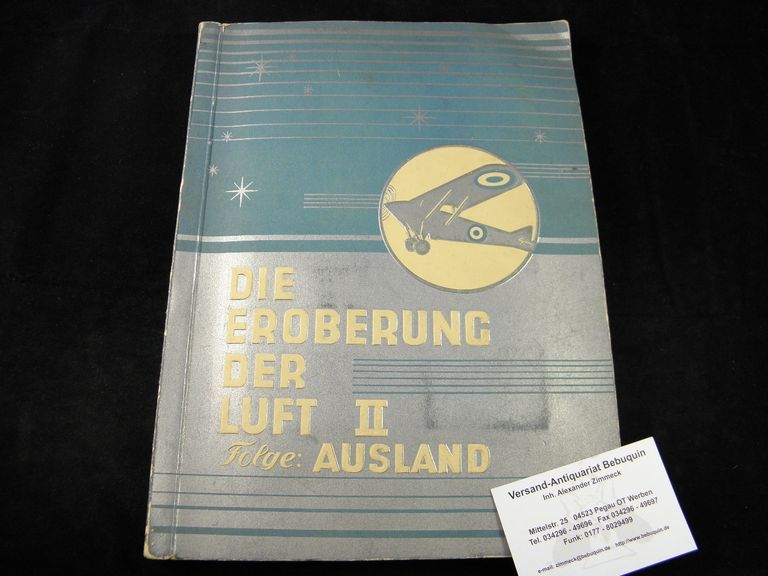 DIE
EROBERUNG
DER
LUFT II
Folge: AUSLAND
Versand-Antiquariat Bebuquin
Inh. Alexander Zimmeck
Mittelstr. 25 04523 Pegau OT Werben
Tel. 034296 - 49696 Fax 034296 - 49697
Funk: 0177 - 8029499
e-mail: zimmeck@bebuquin.de http://www.bebuquin.de